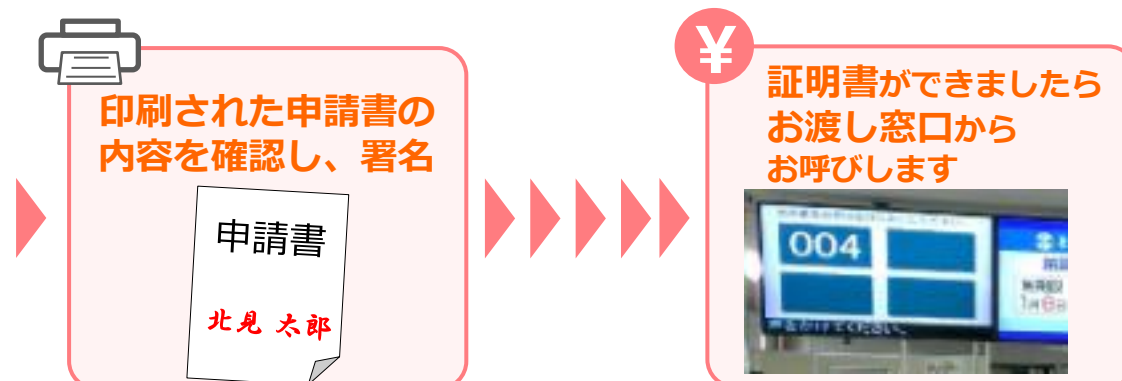 印刷された申請書の
内容を確認し、署名
申請書
北見 太郎
¥
証明書ができましたら
お渡し窓口から
お呼びします
004